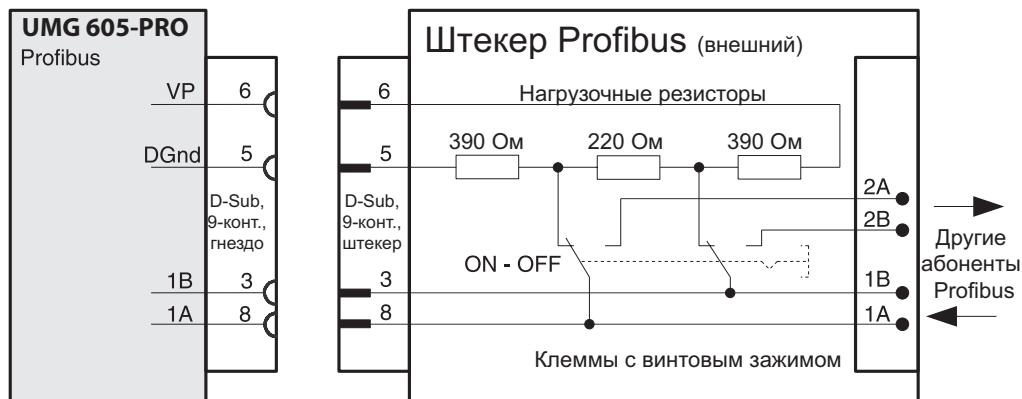 UMG 605-PRO
Profibus
VP 6
DGnd 5
D-Sub,
9-конт.,
гнездо
1B 3
1A 8
Штекер Profibus (внешний)
6
Нагрузочные резисторы
5
390 Ом 220 Ом 390 Ом
D-Sub,
9-конт.,
штекер
ON - OFF
3
8
2A
2B
1B
1A
Клеммы с винтовым зажимом
Другие
абоненты
Profibus